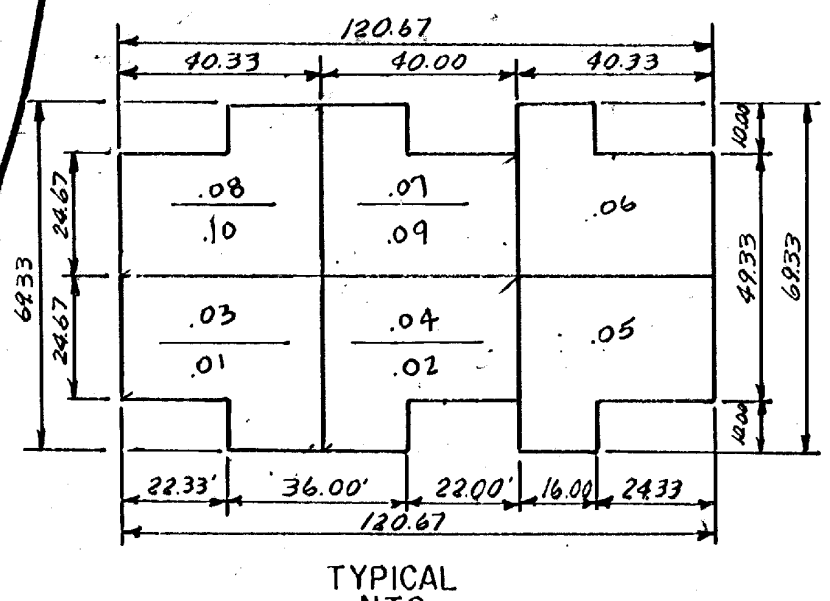 120.67
40.33 40.00 40.33
10.00
24.67 .08 .07 .06
.10 .09
69.33 49.33 69.33
24.67 .03 .04 .05
.01 .02
10.00
22.33' 36.00' 22.00' 16.00 24.33
120.67
TYPICAL
NTS